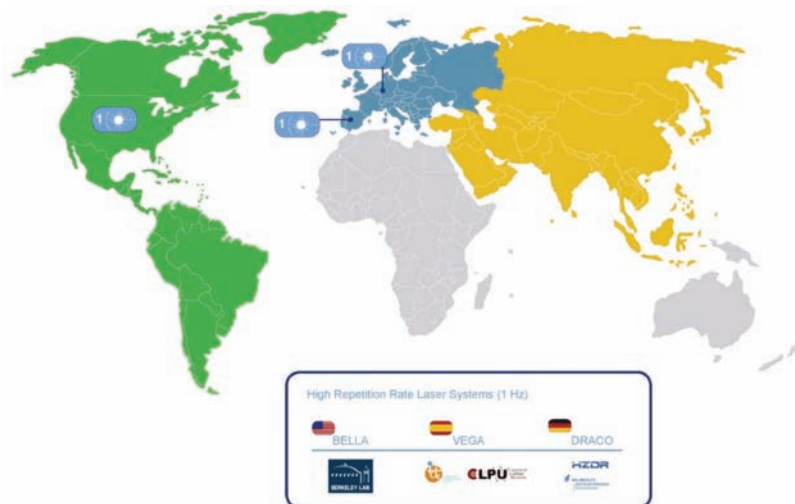 1
1
1
High Repetition Rate Laser Systems (1 Hz)
BELLA
VEGA
DRACO
BERKELEY LAB
CLPU
HZDR